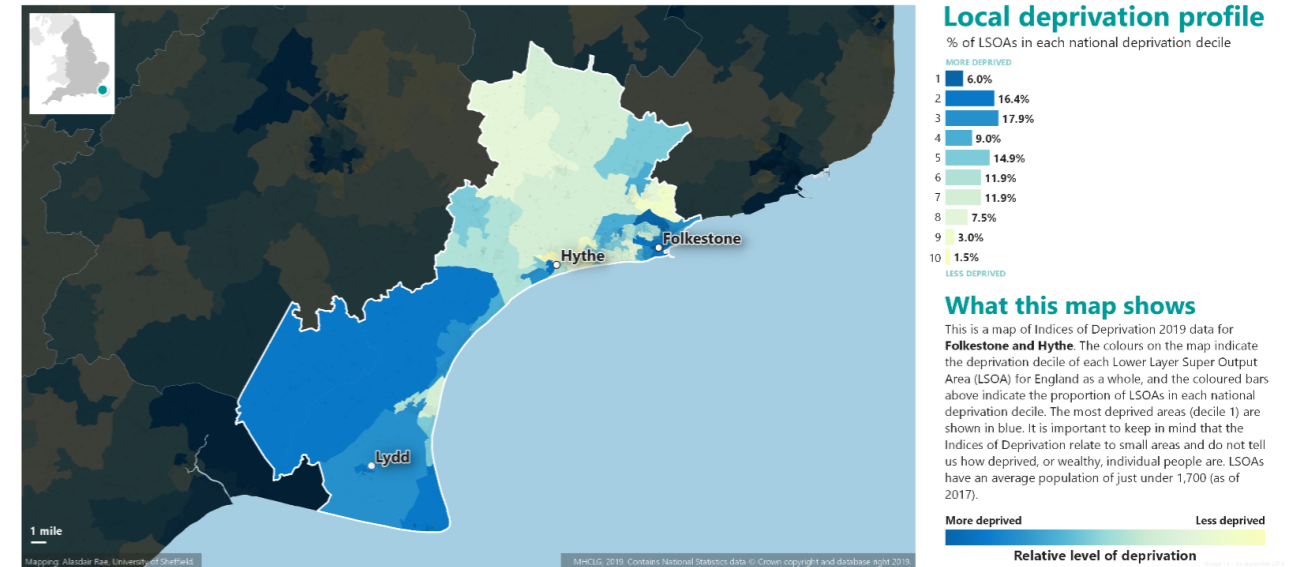 Local deprivation profile
% of LSOAs in each national deprivation decile
MORE DEPRIVED
1 6.0%
2 16.4%
3 17.9%
4 9.0%
5 14.9%
6 11.9%
7 11.9%
8 7.5%
9 3.0%
10 1.5%
LESS DEPRIVED
Folkestone
Hythe
Lydd
1 mile
Mapping: Alasdair Rae, University of Sheffield.
MHCLG, 2019. Contains National Statistics data © Crown copyright and database right 2019.
What this map shows
This is a map of Indices of Deprivation 2019 data for
Folkestone and Hythe. The colours on the map indicate
the deprivation decile of each Lower Layer Super Output
Area (LSOA) for England as a whole, and the coloured bars
above indicate the proportion of LSOAs in each national
deprivation decile. The most deprived areas (decile 1) are
shown in blue. It is important to keep in mind that the
Indices of Deprivation relate to small areas and do not tell
us how deprived, or wealthy, individual people are. LSOAs
have an average population of just under 1,700 (as of
2017).
More deprived Less deprived
Relative level of deprivation